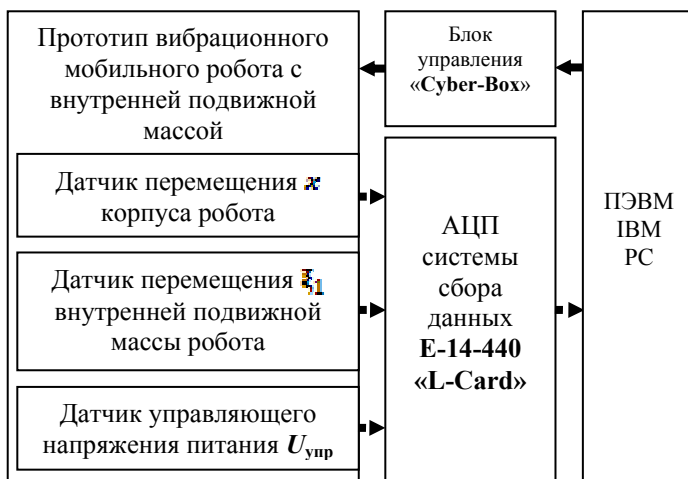 Прототип вибрационного
мобильного робота с
внутренней подвижной
массой
Датчик перемещения x
корпуса робота
Датчик перемещения ξ₁
внутренней подвижной
массы робота
Датчик управляющего
напряжения питания Uупр
Блок
управления
«Cyber-Box»
АЦП
системы
сбора
данных
E-14-440
«L-Card»
ПЭВМ
IBM
PC